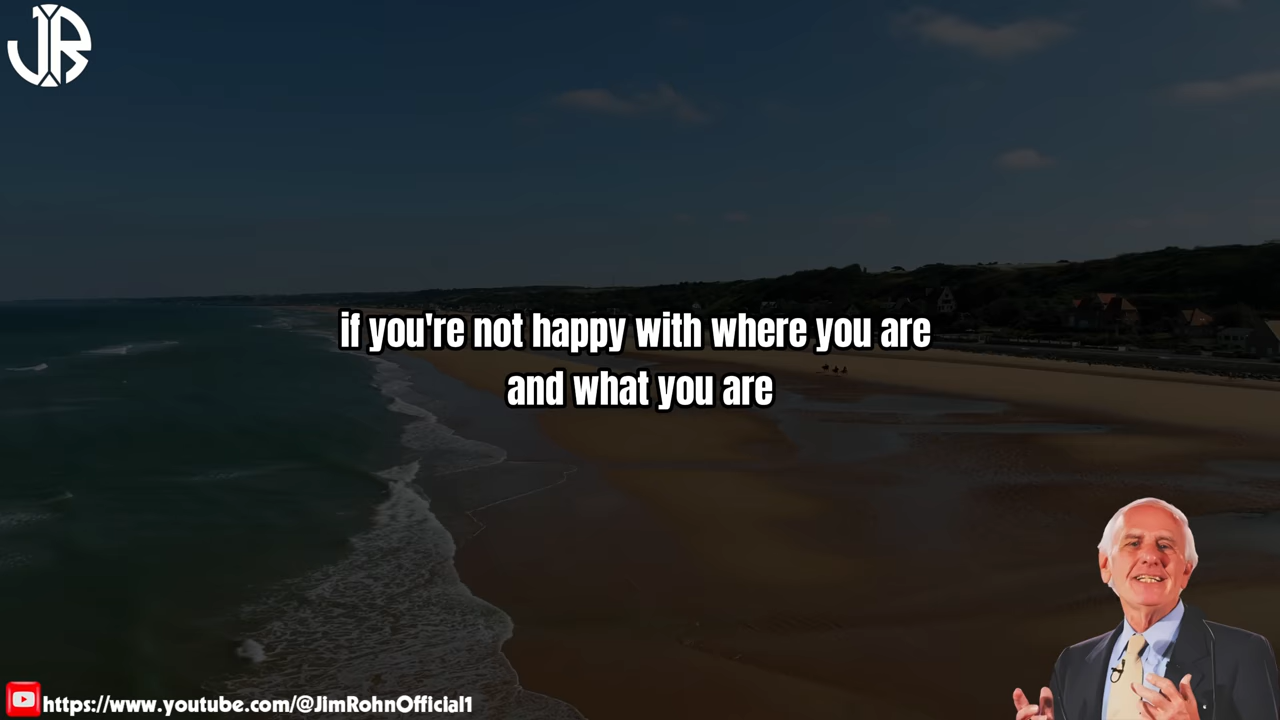 JR
if you're not happy with where you are
and what you are
https://www.youtube.com/@JimRohnOfficial1